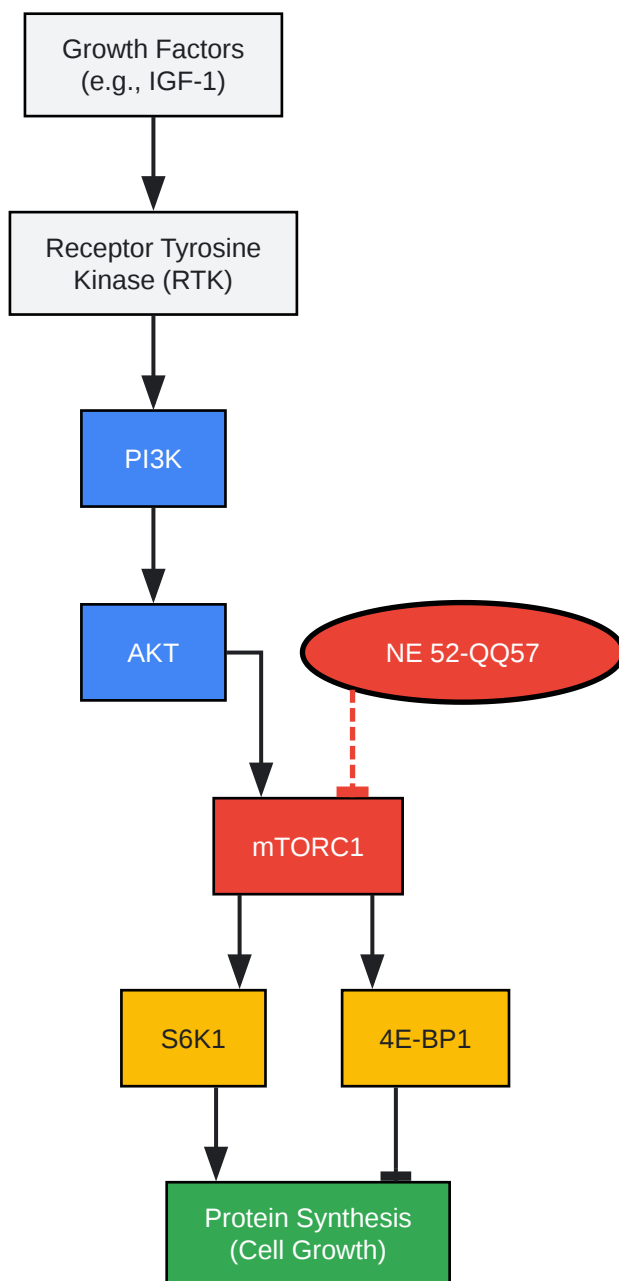 Growth Factors
(e.g., IGF-1)
Receptor Tyrosine
Kinase (RTK)
PI3K
AKT
NE 52-QQ57
mTORC1
S6K1
4E-BP1
Protein Synthesis
(Cell Growth)